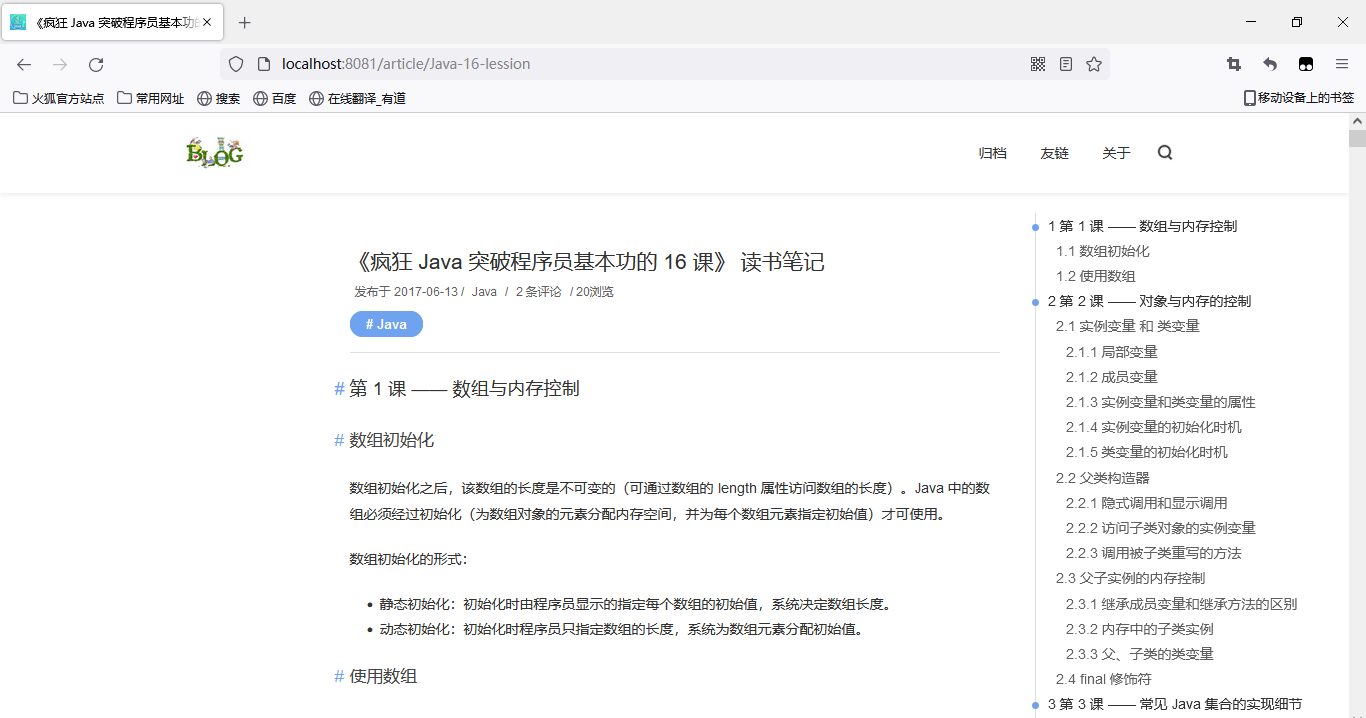 《疯狂 Java 突破程序员基本功的
localhost:8081/article/Java-16-lession
火狐官方站点 常用网址 搜索 百度 在线翻译_有道 移动设备上的书签
BLOG 归档 友链 关于
《疯狂 Java 突破程序员基本功的 16 课》 读书笔记
发布于 2017-06-13 / Java / 2 条评论 / 20浏览
# Java
# 第 1 课 —— 数组与内存控制
# 数组初始化
数组初始化之后，该数组的长度是不可变的（可通过数组的 length 属性访问数组的长度）。Java 中的数
组必须经过初始化（为数组对象的元素分配内存空间，并为每个数组元素指定初始值）才可使用。
数组初始化的形式：
• 静态初始化：初始化时由程序员显示的指定每个数组的初始值，系统决定数组长度。
• 动态初始化：初始化时程序员只指定数组的长度，系统为数组元素分配初始值。
# 使用数组
1 第 1 课 —— 数组与内存控制
1.1 数组初始化
1.2 使用数组
2 第 2 课 —— 对象与内存的控制
2.1 实例变量 和 类变量
2.1.1 局部变量
2.1.2 成员变量
2.1.3 实例变量和类变量的属性
2.1.4 实例变量的初始化时机
2.1.5 类变量的初始化时机
2.2 父类构造器
2.2.1 隐式调用和显示调用
2.2.2 访问子类对象的实例变量
2.2.3 调用被子类重写的方法
2.3 父子实例的内存控制
2.3.1 继承成员变量和继承方法的区别
2.3.2 内存中的子类实例
2.3.3 父、子类的类变量
2.4 final 修饰符
3 第 3 课 —— 常见 Java 集合的实现细节